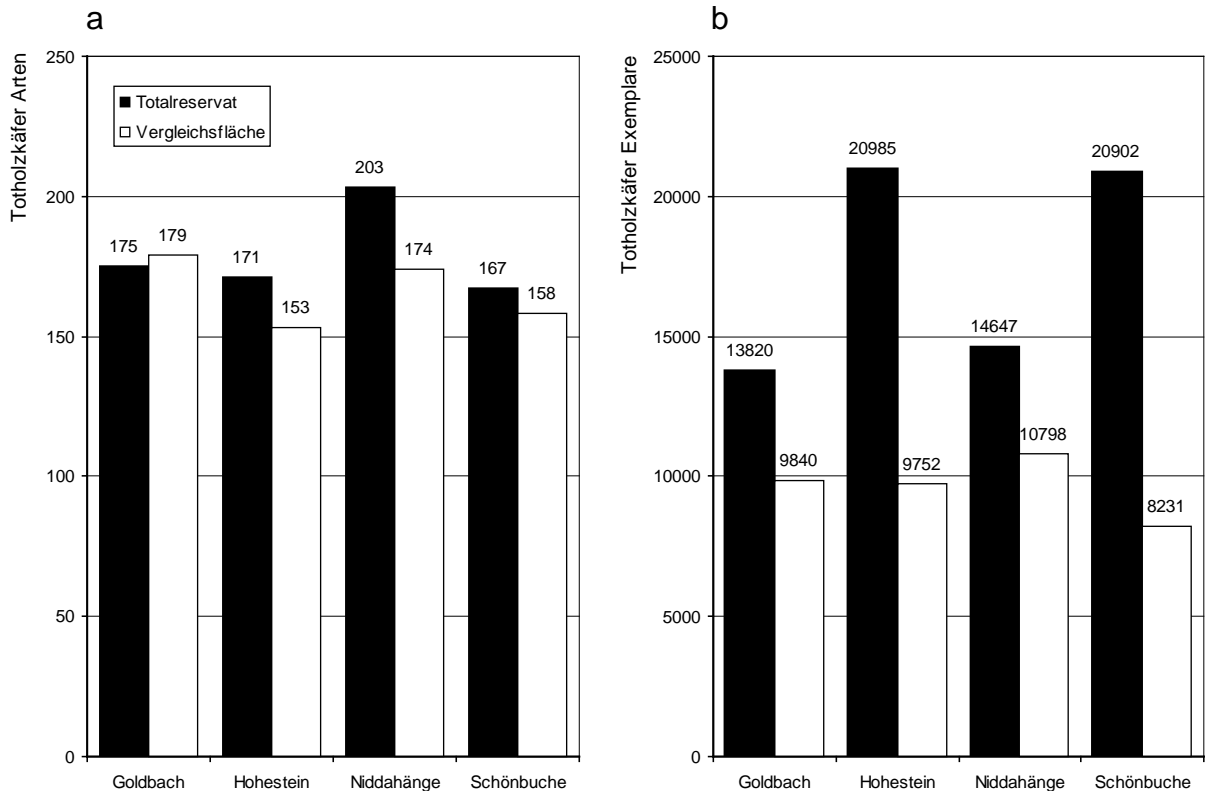 a
Totholzkäfer Arten
250
200
150
100
50
0
Totalreservat
Vergleichsfläche
175
179
171
153
203
174
167
158
Goldbach
Hohestein
Niddahänge
Schönbuche
b
Totholzkäfer Exemplare
25000
20000
15000
10000
5000
0
13820
9840
20985
9752
14647
10798
20902
8231
Goldbach
Hohestein
Niddahänge
Schönbuche